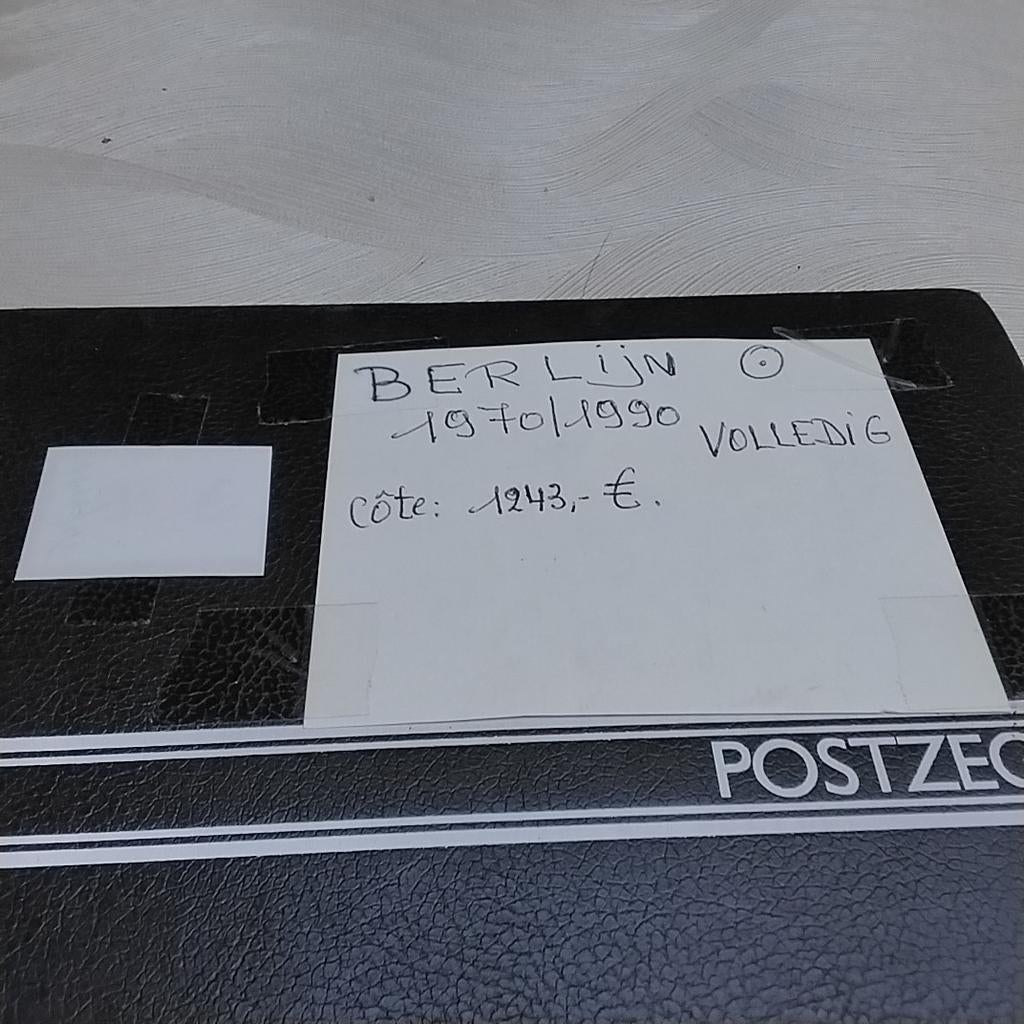 BERLijN ⊙
1970/1990 VOLLEDiG
Côte: 1243,- €.
POSTZEG